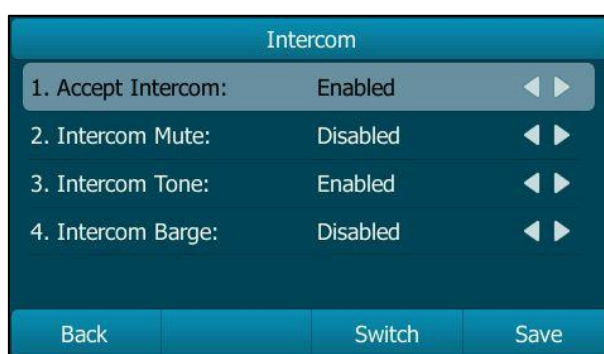 Intercom
1. Accept Intercom: Enabled
2. Intercom Mute: Disabled
3. Intercom Tone: Enabled
4. Intercom Barge: Disabled
Back Switch Save